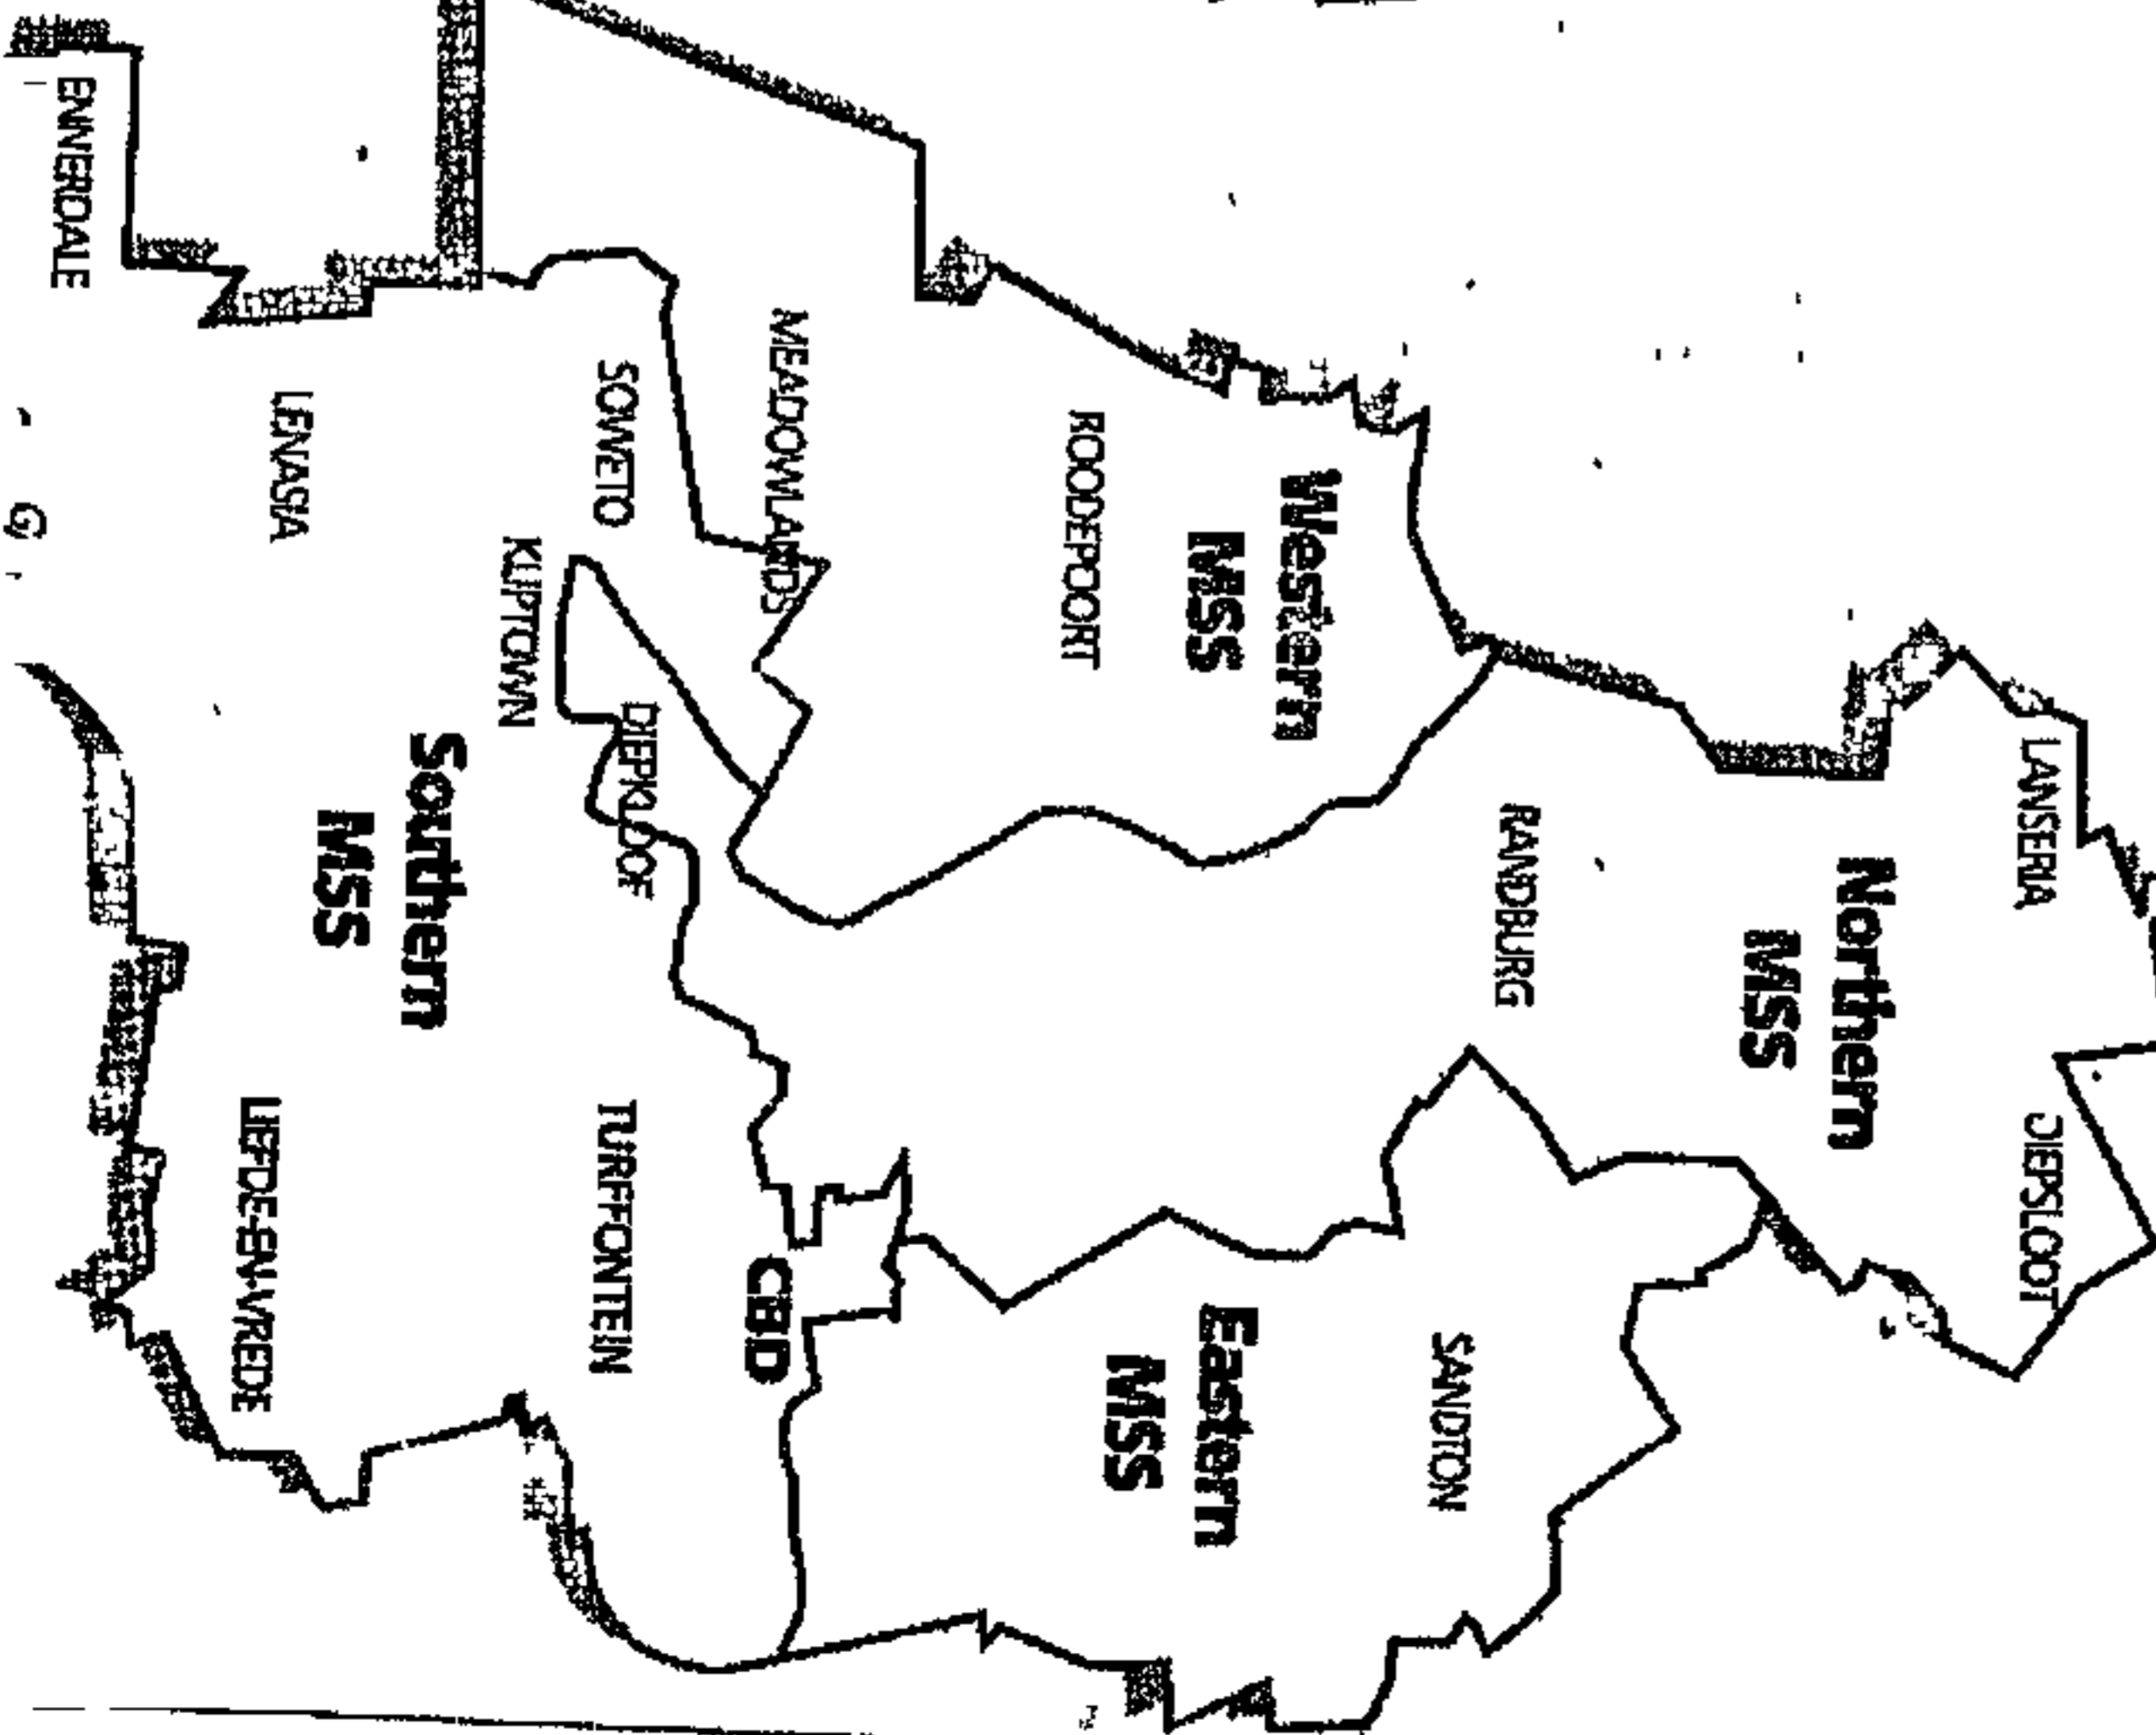 LANSERIA
DIEPSLOOT
Northern
MSS
RANDBURG
SANDTON
Western
MSS
Eastern
MSS
ROODEPOORT
MEADOWLANDS
CBD
SOWETO
DIEPKLOOF
TURFFONTEIN
KLIPTOWN
Southern
MSS
LENASIA
LIEFDE-EN-VREDE
ENNERDALE
G